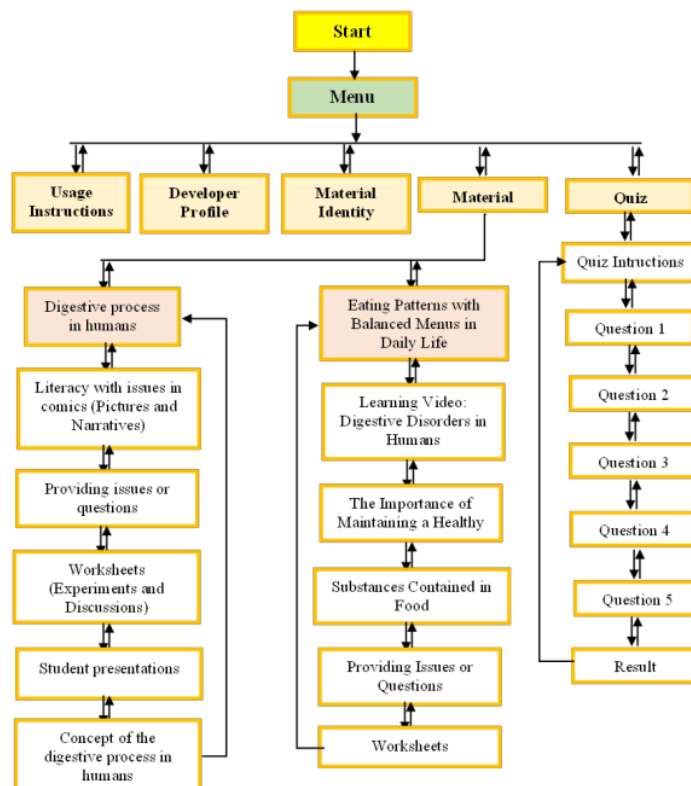 Start
Menu
Usage
Instructions
Developer
Profile
Material
Identity
Material
Quiz
Digestive process
in humans
Literacy with issues in
comics (Pictures and
Narratives)
Providing issues or
questions
Worksheets
(Experiments and
Discussions)
Student presentations
Concept of the
digestive process in
humans
Eating Patterns with
Balanced Menus in
Daily Life
Learning Video:
Digestive Disorders in
Humans
The Importance of
Maintaining a Healthy
Substances Contained in
Food
Providing Issues or
Questions
Worksheets
Quiz Intructions
Question 1
Question 2
Question 3
Question 4
Question 5
Result